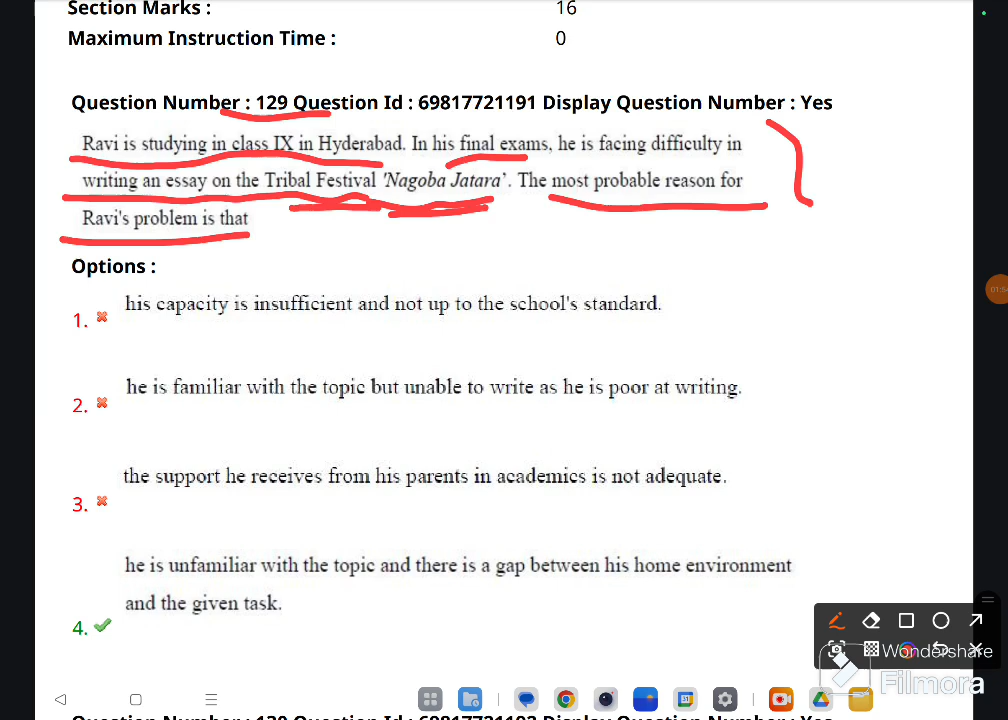 Section Marks : 16
Maximum Instruction Time : 0
Question Number : 129 Question Id : 69817721191 Display Question Number : Yes
Ravi is studying in class IX in Hyderabad. In his final exams, he is facing difficulty in
writing an essay on the Tribal Festival 'Nagoba Jatara'. The most probable reason for
Ravi's problem is that
Options :
his capacity is insufficient and not up to the school's standard.
1.
he is familiar with the topic but unable to write as he is poor at writing.
2.
the support he receives from his parents in academics is not adequate.
3.
he is unfamiliar with the topic and there is a gap between his home environment
and the given task.
4.
Wondershare
Filmora